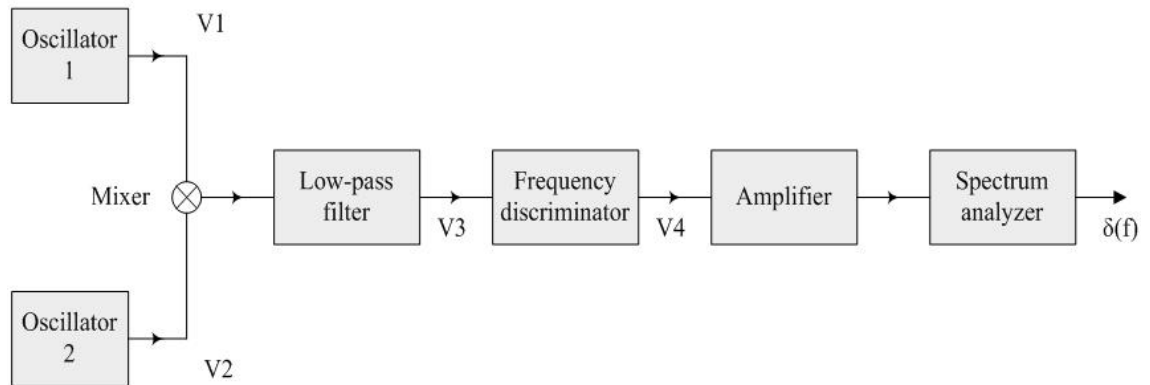 Oscillator
1
V1
Mixer
Low-pass
filter
V3
Frequency
discriminator
V4
Amplifier
Spectrum
analyzer
δ(f)
Oscillator
2
V2